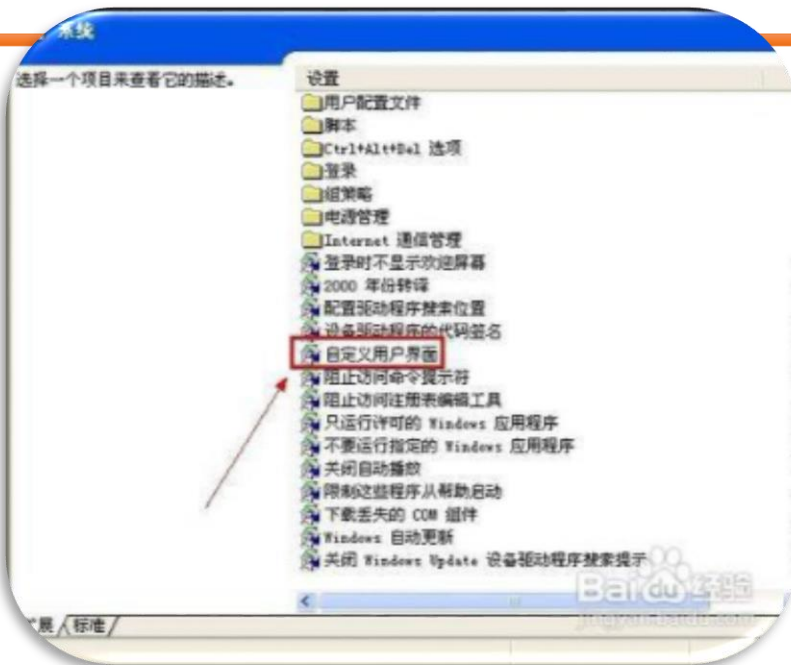 系统
选择一个项目来查看它的描述。
设置
用户配置文件
脚本
Ctrl+Alt+Del 选项
登录
组策略
电源管理
Internet 通信管理
登录时不显示欢迎屏幕
2000 年份转译
配置驱动程序搜索位置
设备驱动程序的代码签名
自定义用户界面
阻止访问命令提示符
阻止访问注册表编辑工具
只运行许可的 Windows 应用程序
不要运行指定的 Windows 应用程序
关闭自动播放
限制这些程序从帮助启动
下载丢失的 COM 组件
Windows 自动更新
关闭 Windows Update 设备驱动程序搜索提示
Baidu 经验
jingyan.baidu.com
展 标准